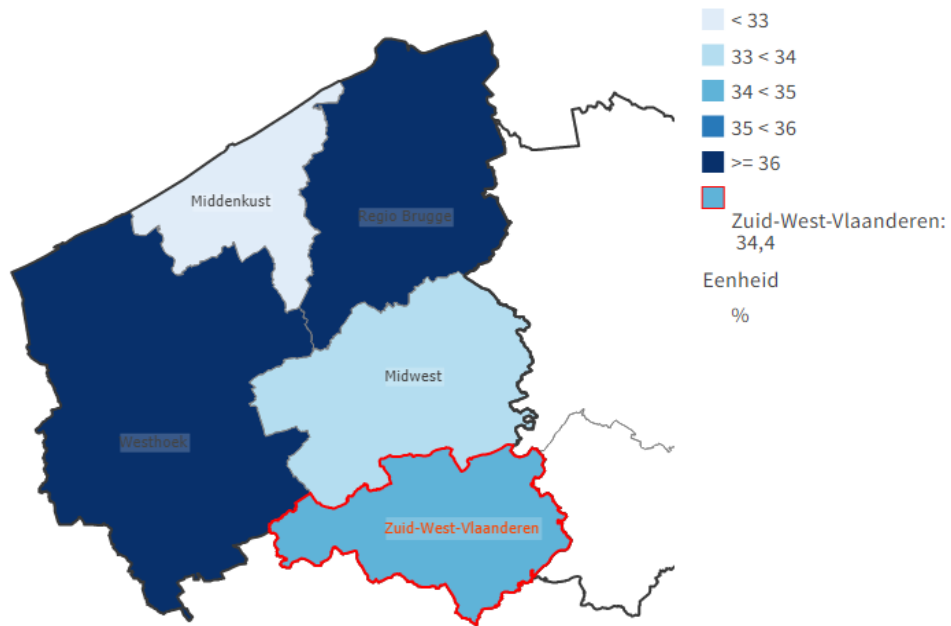 < 33
33 < 34
34 < 35
35 < 36
>= 36
Zuid-West-Vlaanderen:
34,4
Eenheid
%
Middenkust
Regio Brugge
Midwest
Westhoek
Zuid-West-Vlaanderen